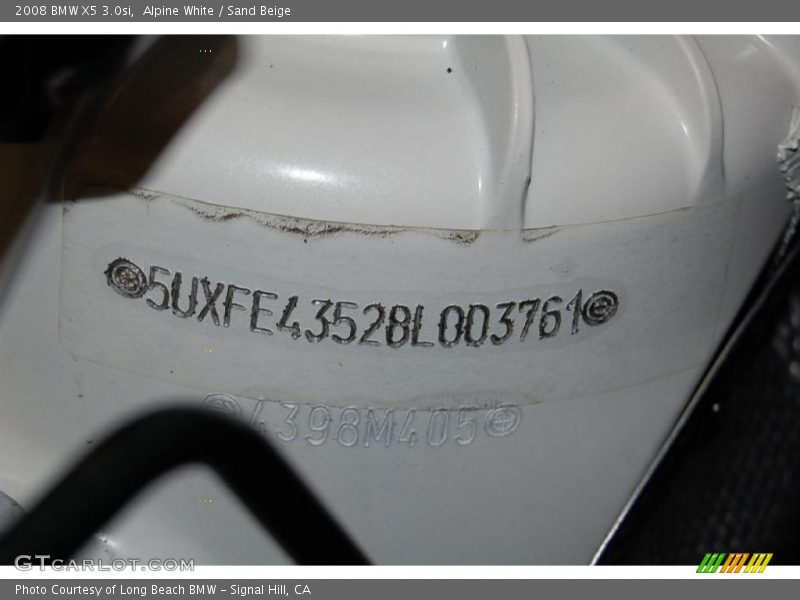 2008 BMW X5 3.0si, Alpine White / Sand Beige
5UXFE43528L003761
4398M405
GTcarlot.com
Photo Courtesy of Long Beach BMW - Signal Hill, CA